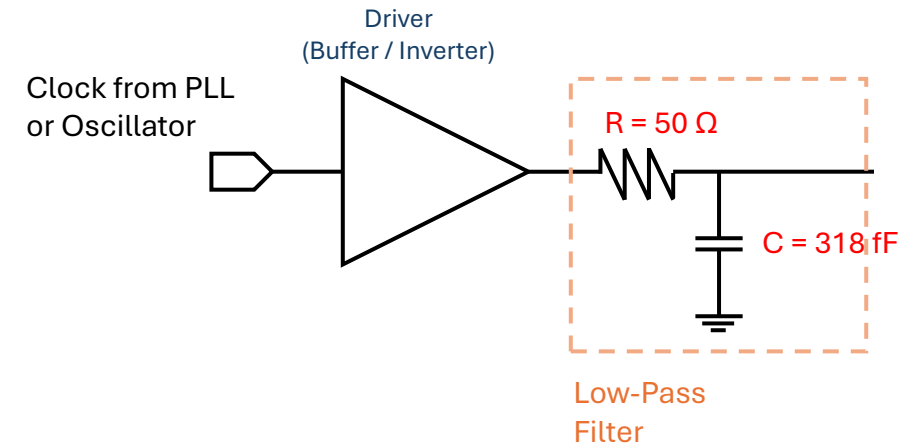 Driver
(Buffer / Inverter)
Clock from PLL
or Oscillator
R = 50 Ω
C = 318 fF
Low-Pass
Filter